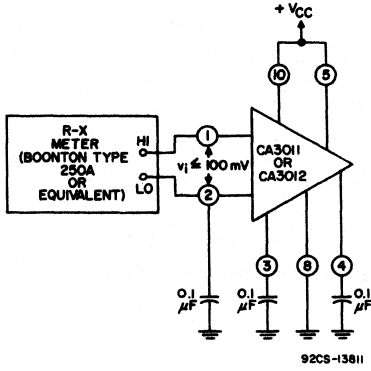 + VCC
10
5
R-X
METER
(BOONTON TYPE
250A
OR
EQUIVALENT)
HI
LO
1
vi ≤ 100 mV
2
CA3011
OR
CA3012
3
8
4
0.1
μF
0.1
μF
0.1
μF
92CS-13811